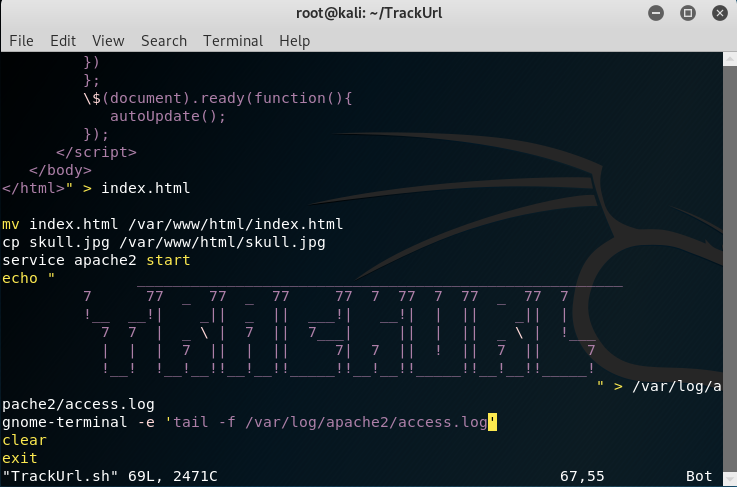 root@kali: ~/TrackUrl
File Edit View Search Terminal Help
})
};
\$(document).ready(function(){
autoUpdate();
});
</script>
</body>
</html>" > index.html
mv index.html /var/www/html/index.html
cp skull.jpg /var/www/html/skull.jpg
service apache2 start
echo "
______________________________________________________
7      77  _  77  _  77     77  7  77  7  77  _  77  7
!__  __!|    _||  _  ||  ___!|   __!|  |  ||    _||  |
7  7  |  _ \ |  7  ||  7___|     ||  |  ||  _ \ |  !___
|  |  |  7  ||  |  ||     7|  7  ||  !  ||  7  ||     7
!__!  !__!__!!__!__!!_____!!__!__!!_____!!__!__!!_____!
" > /var/log/a
pache2/access.log
gnome-terminal -e 'tail -f /var/log/apache2/access.log'
clear
exit
"TrackUrl.sh" 69L, 2471C 67,55 Bot